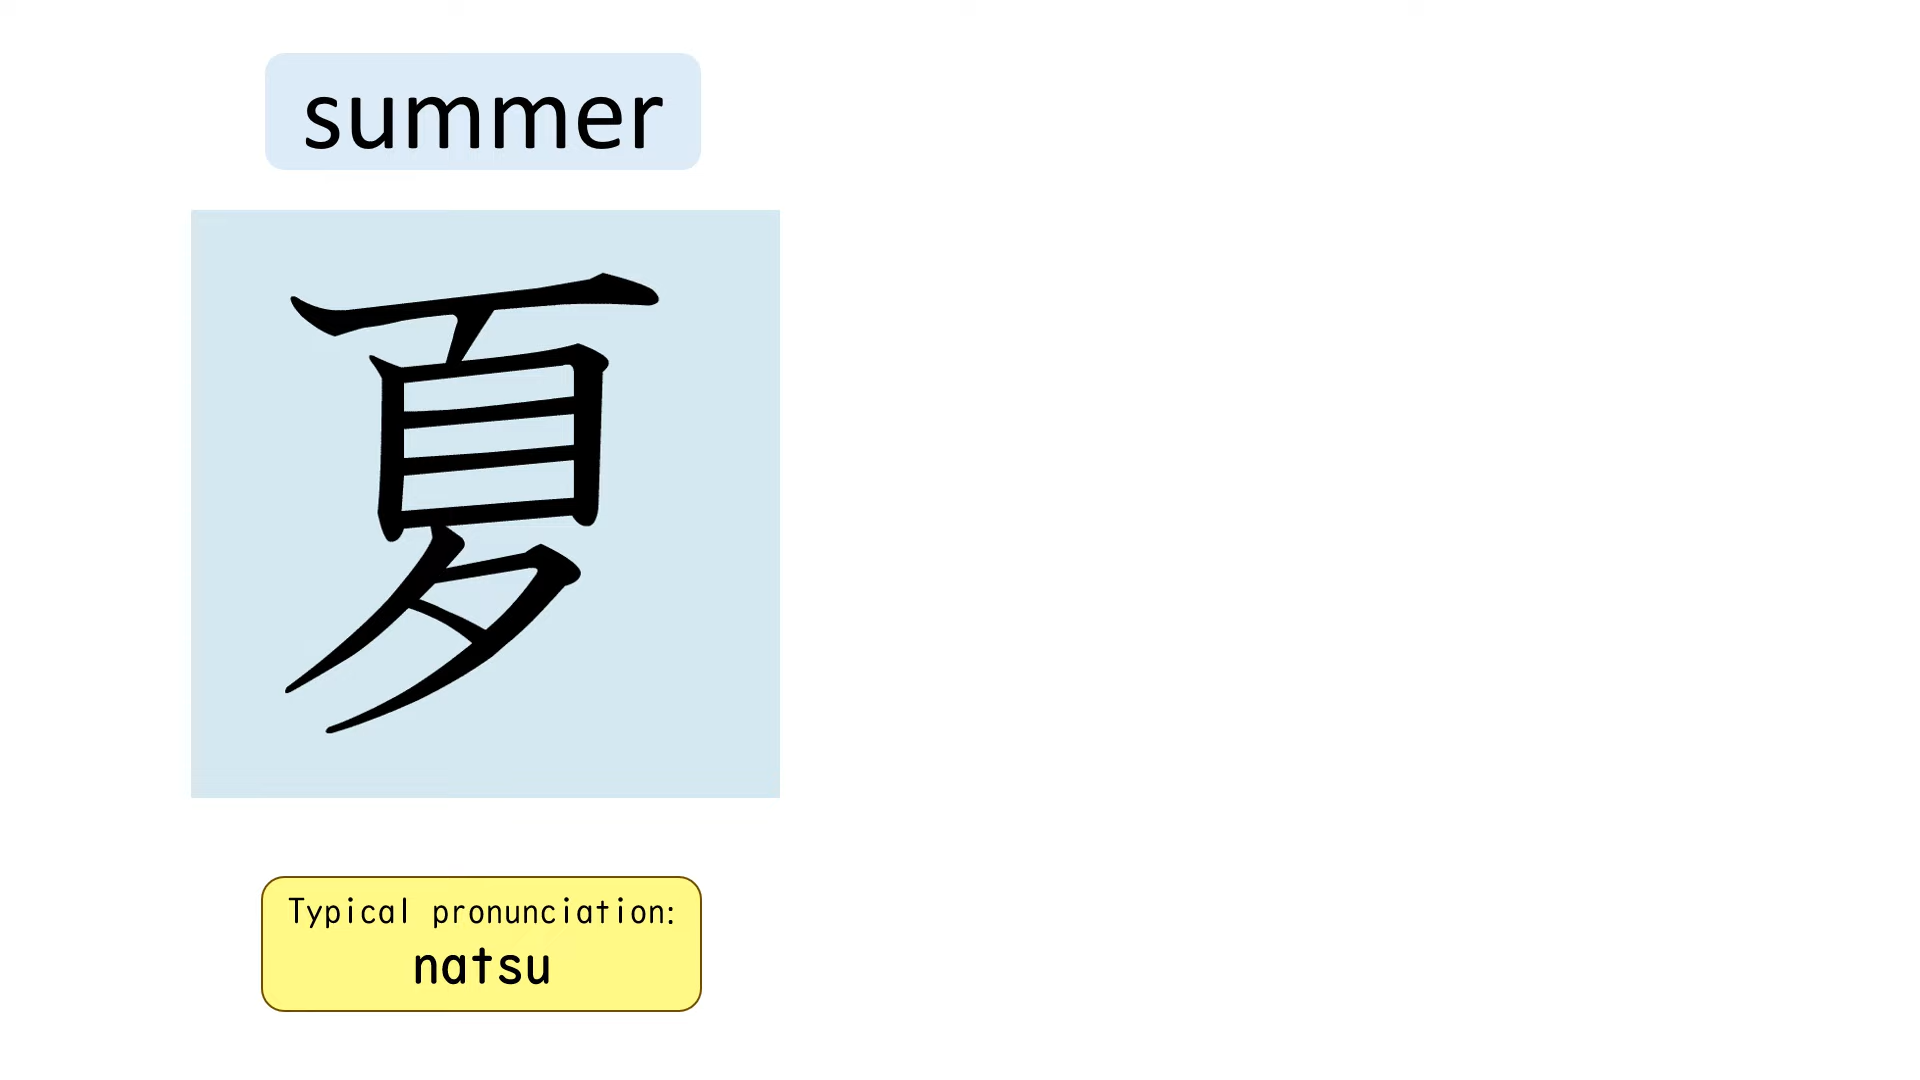 summer
夏
Typical pronunciation:
natsu